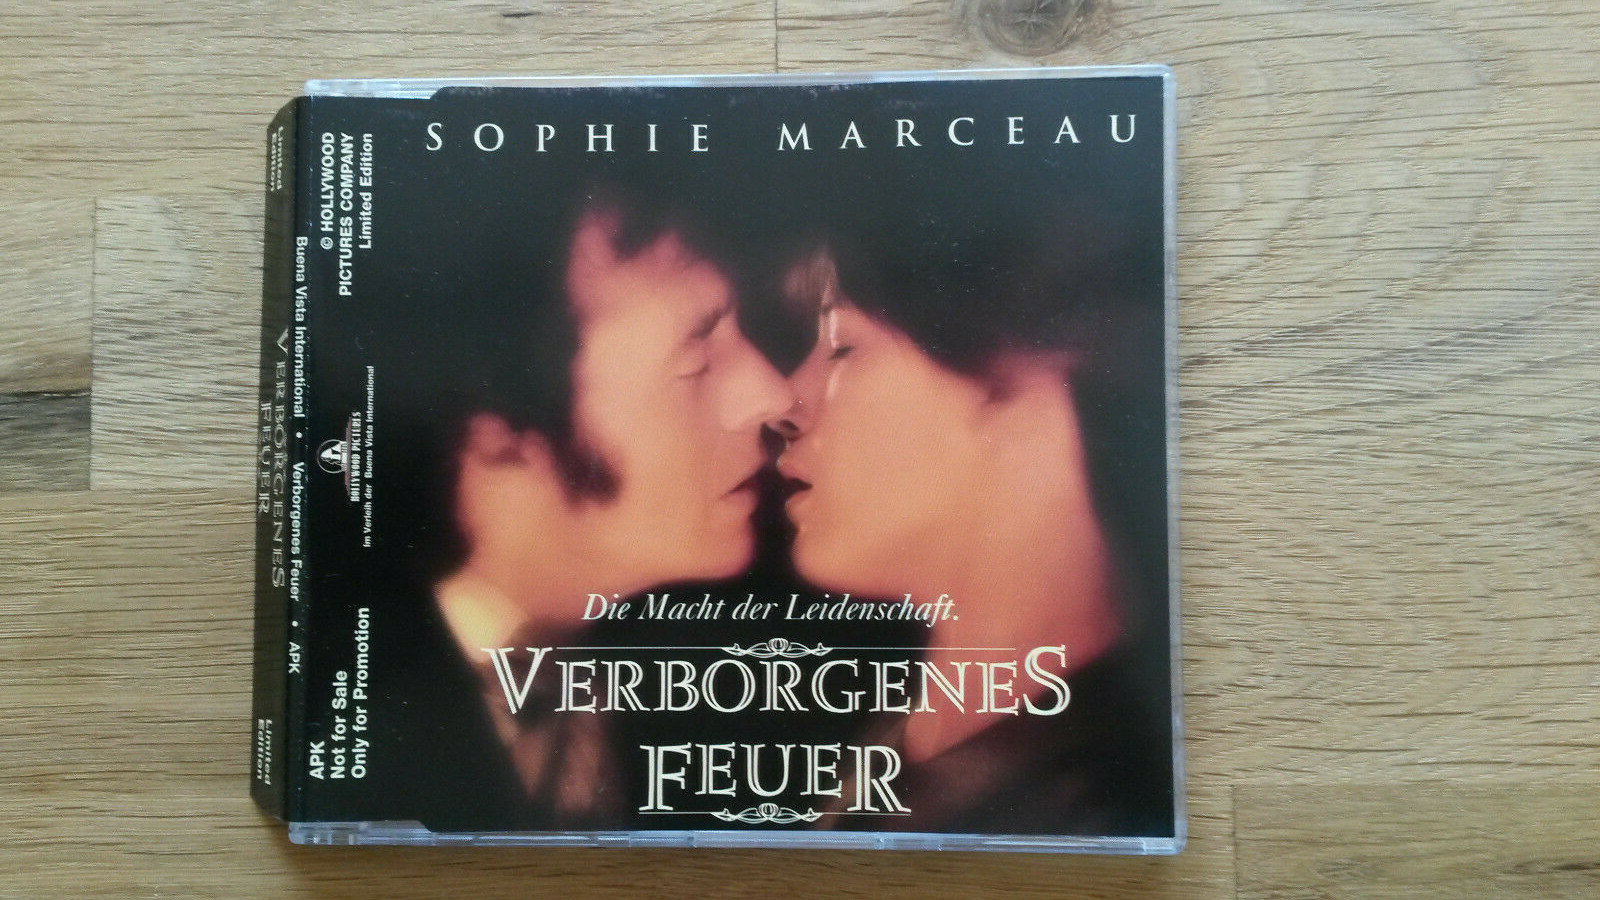 SOPHIE MARCEAU
Die Macht der Leidenschaft.
VERBORGENES
FEUER
© HOLLYWOOD
PICTURES COMPANY
Limited Edition
HOLLYWOOD PICTURES
Im Verleih der Buena Vista International
APK
Not for Sale
Only for Promotion
Buena Vista International • Verborgenes Feuer • APK
Limited
Edition
VERBORGENES
FEUER
Limited
Edition